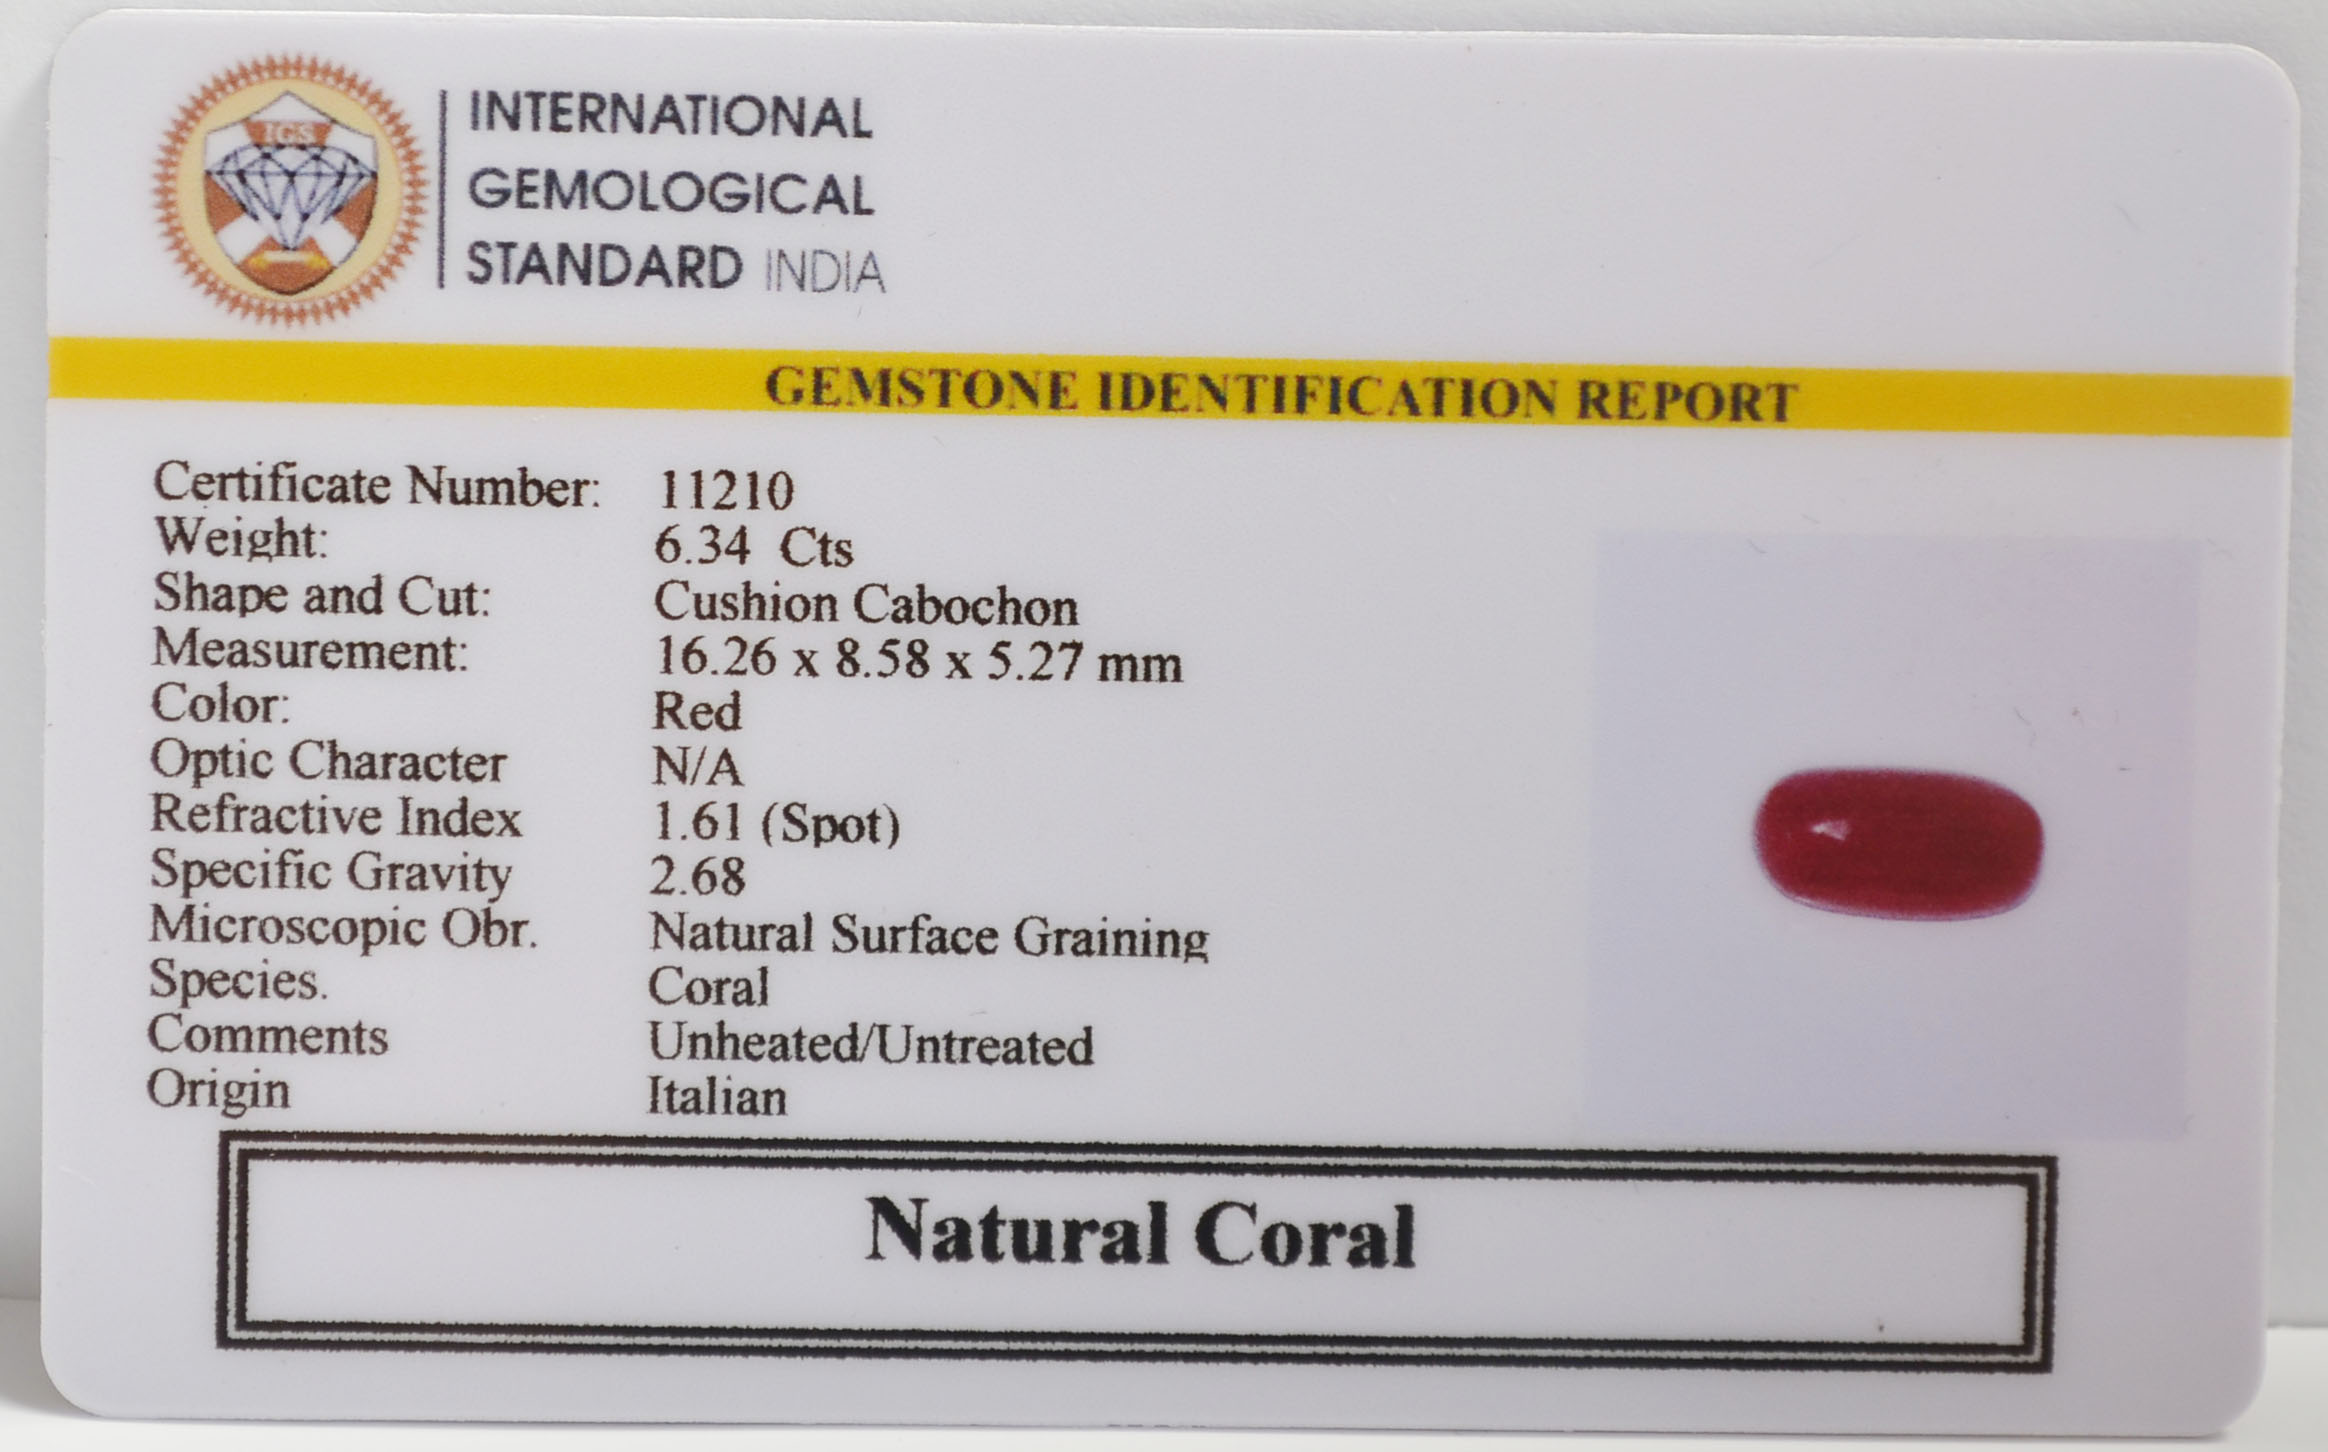 IGS
INTERNATIONAL
GEMOLOGICAL
STANDARD INDIA
GEMSTONE IDENTIFICATION REPORT
Certificate Number: 11210
Weight: 6.34 Cts
Shape and Cut: Cushion Cabochon
Measurement: 16.26 x 8.58 x 5.27 mm
Color: Red
Optic Character N/A
Refractive Index 1.61 (Spot)
Specific Gravity 2.68
Microscopic Obr. Natural Surface Graining
Species. Coral
Comments Unheated/Untreated
Origin Italian
Natural Coral